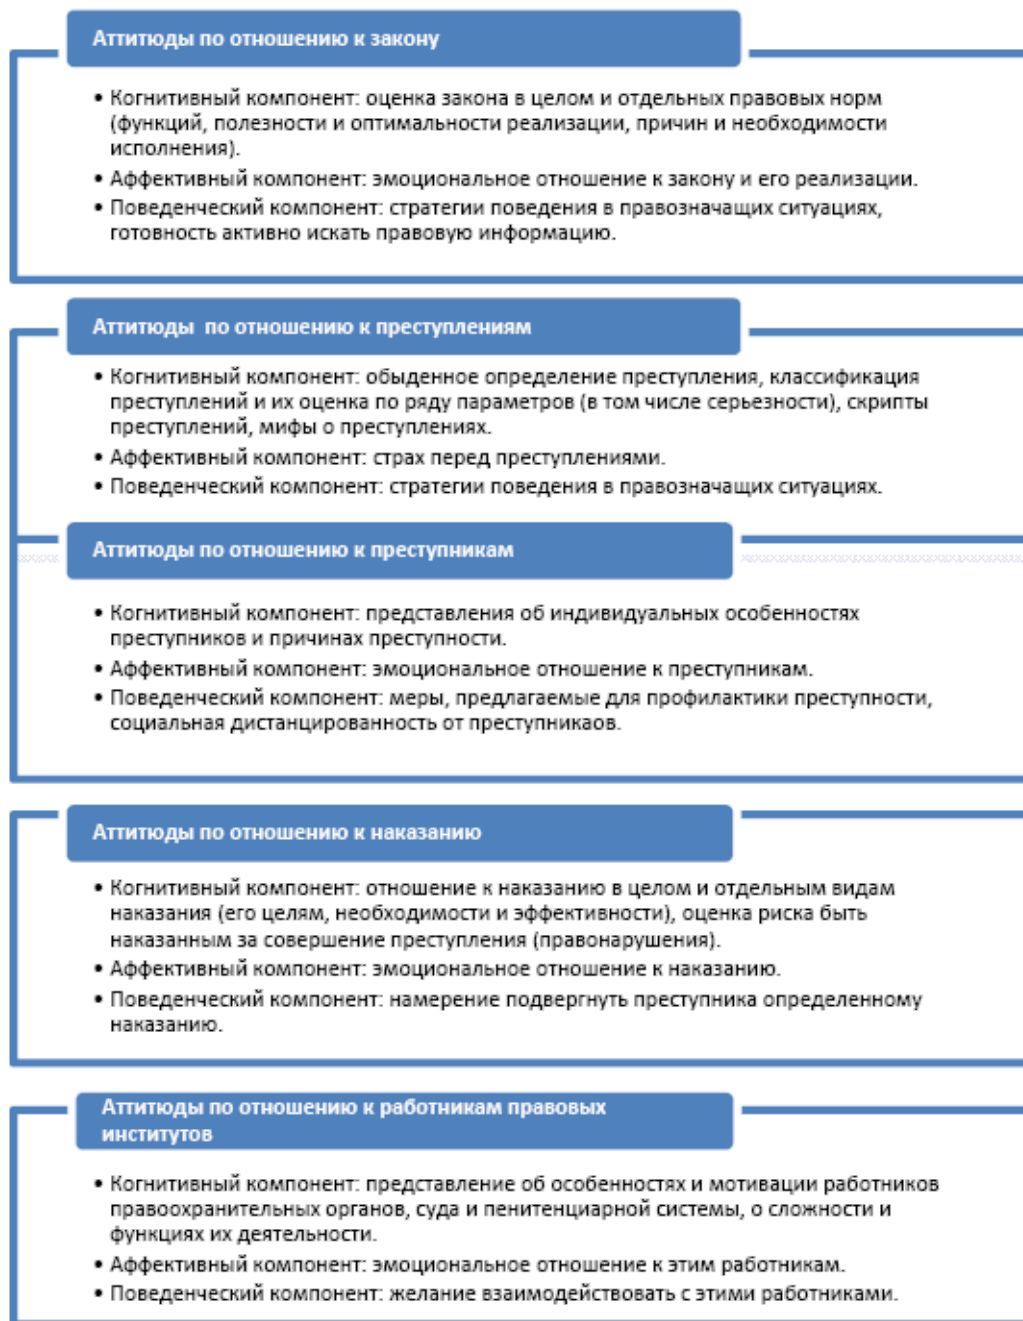 Аттитюды по отношению к закону
• Когнитивный компонент: оценка закона в целом и отдельных правовых норм
(функций, полезности и оптимальности реализации, причин и необходимости
исполнения).
• Аффективный компонент: эмоциональное отношение к закону и его реализации.
• Поведенческий компонент: стратегии поведения в правозначащих ситуациях,
готовность активно искать правовую информацию.
Аттитюды по отношению к преступлениям
• Когнитивный компонент: обыденное определение преступления, классификация
преступлений и их оценка по ряду параметров (в том числе серьезности), скрипты
преступлений, мифы о преступлениях.
• Аффективный компонент: страх перед преступлениями.
• Поведенческий компонент: стратегии поведения в правозначащих ситуациях.
Аттитюды по отношению к преступникам
• Когнитивный компонент: представления об индивидуальных особенностях
преступников и причинах преступности.
• Аффективный компонент: эмоциональное отношение к преступникам.
• Поведенческий компонент: меры, предлагаемые для профилактики преступности,
социальная дистанцированность от преступникаов.
Аттитюды по отношению к наказанию
• Когнитивный компонент: отношение к наказанию в целом и отдельным видам
наказания (его целям, необходимости и эффективности), оценка риска быть
наказанным за совершение преступления (правонарушения).
• Аффективный компонент: эмоциональное отношение к наказанию.
• Поведенческий компонент: намерение подвергнуть преступника определенному
наказанию.
Аттитюды по отношению к работникам правовых
институтов
• Когнитивный компонент: представление об особенностях и мотивации работников
правоохранительных органов, суда и пенитенциарной системы, о сложности и
функциях их деятельности.
• Аффективный компонент: эмоциональное отношение к этим работникам.
• Поведенческий компонент: желание взаимодействовать с этими работниками.